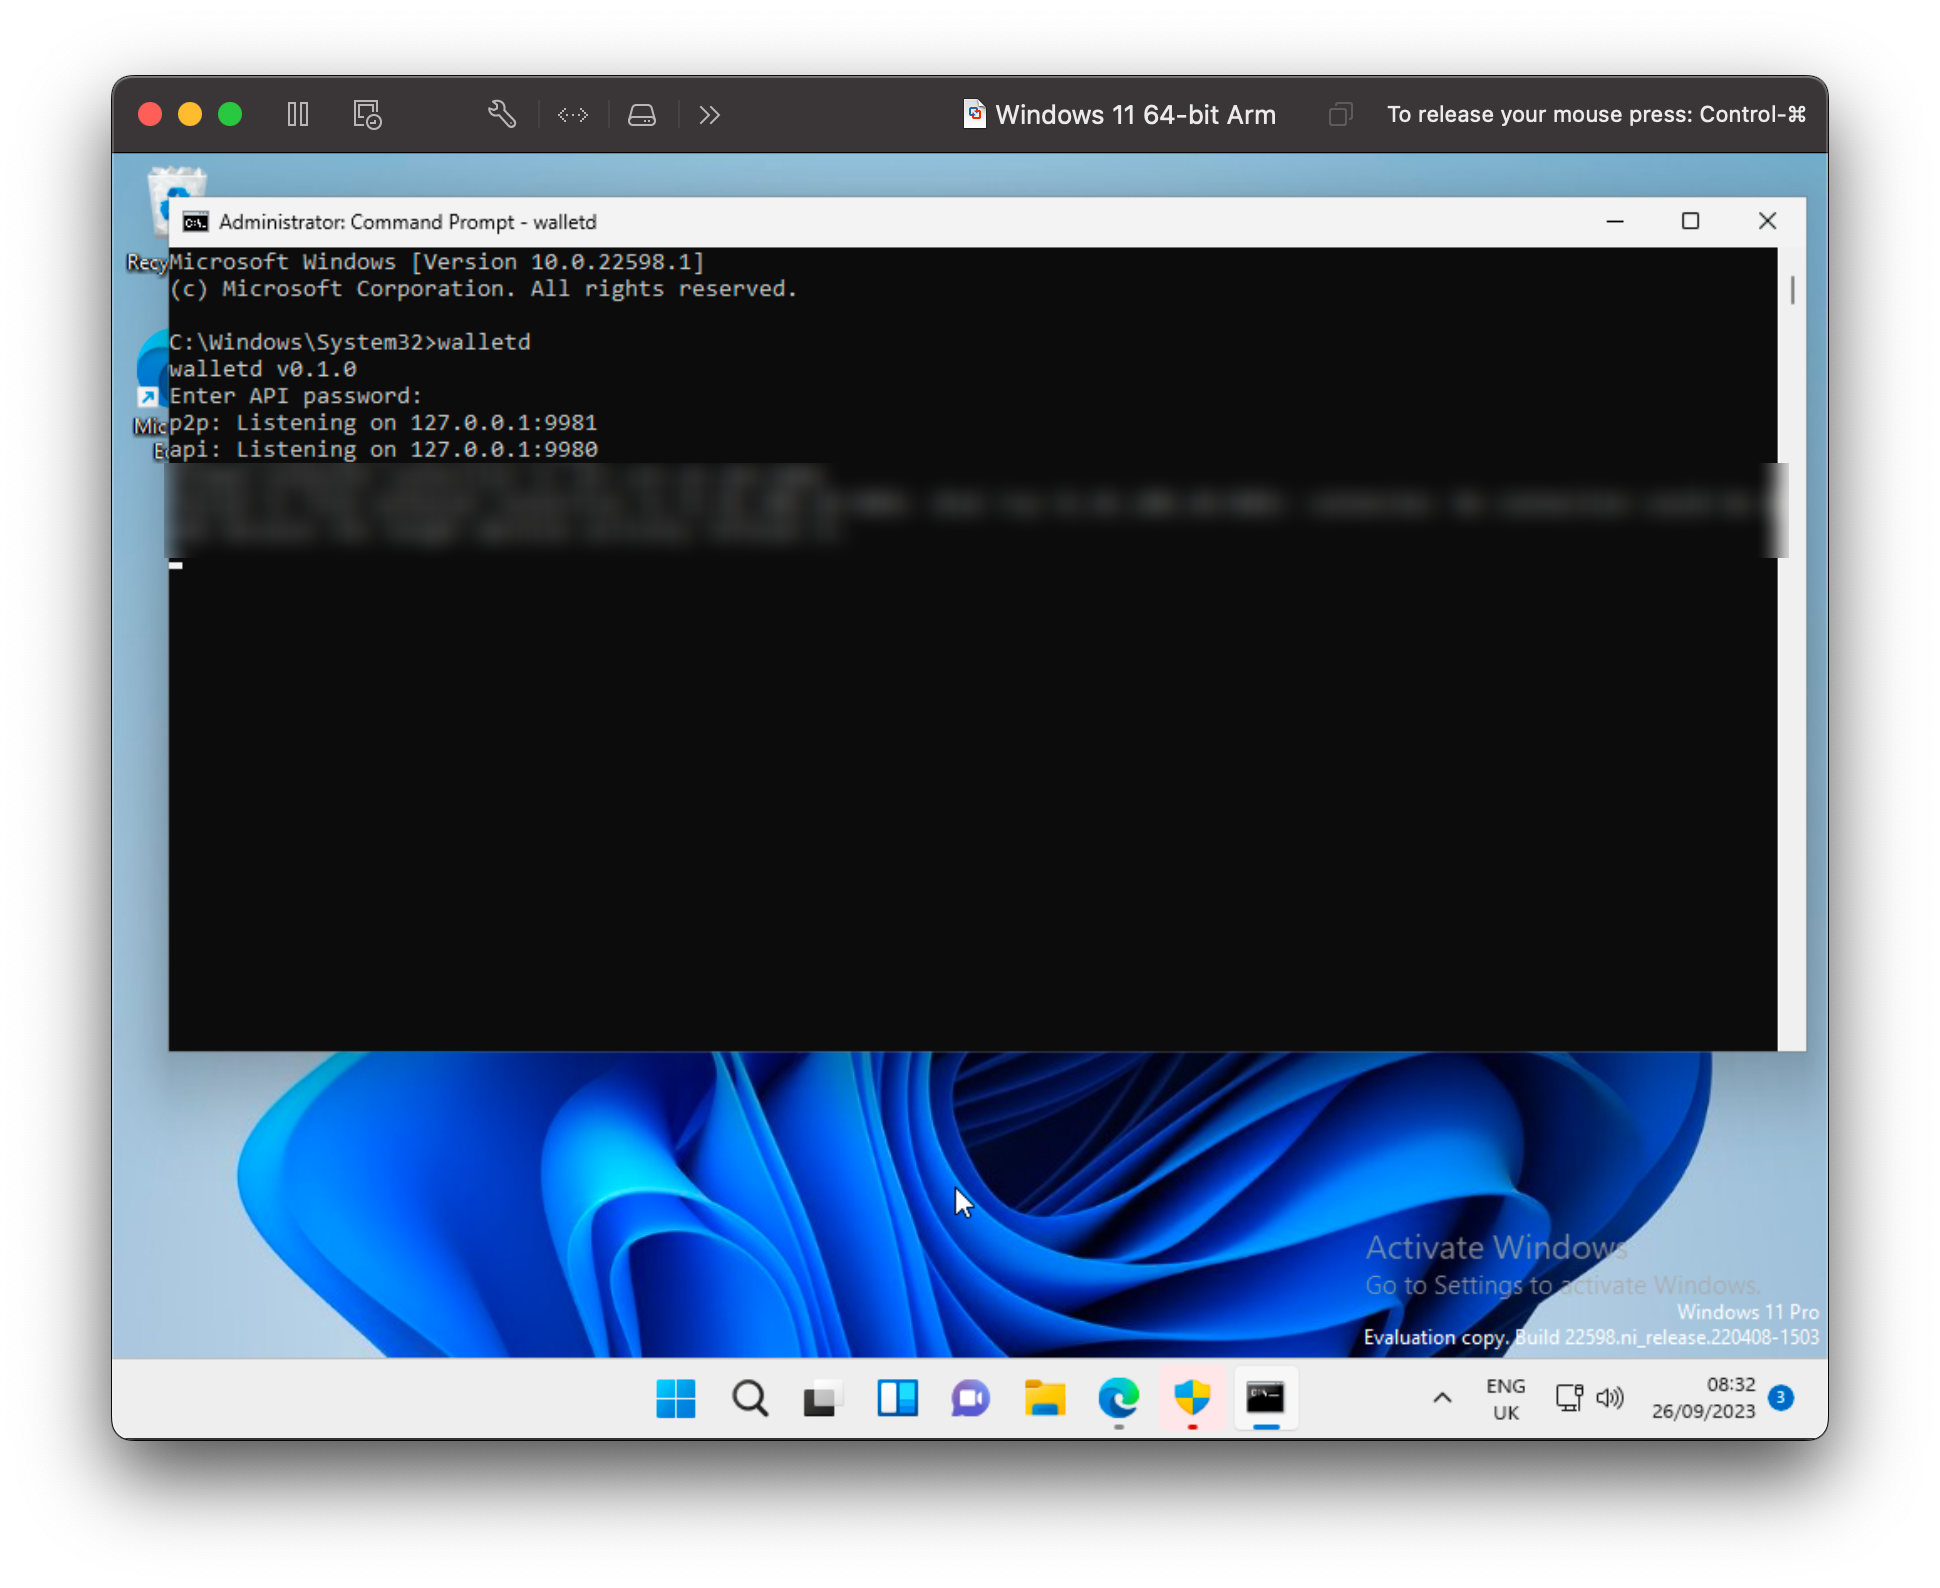 Windows 11 64-bit Arm
To release your mouse press: Control-⌘
Administrator: Command Prompt - walletd
Microsoft Windows [Version 10.0.22598.1]
(c) Microsoft Corporation. All rights reserved.
C:\Windows\System32>walletd
walletd v0.1.0
Enter API password:
p2p: Listening on 127.0.0.1:9981
api: Listening on 127.0.0.1:9980
Recy
Mic
E
Activate Windows
Go to Settings to activate Windows.
Windows 11 Pro
Evaluation copy. Build 22598.ni_release.220408-1503
ENG
UK
08:32
26/09/2023
3